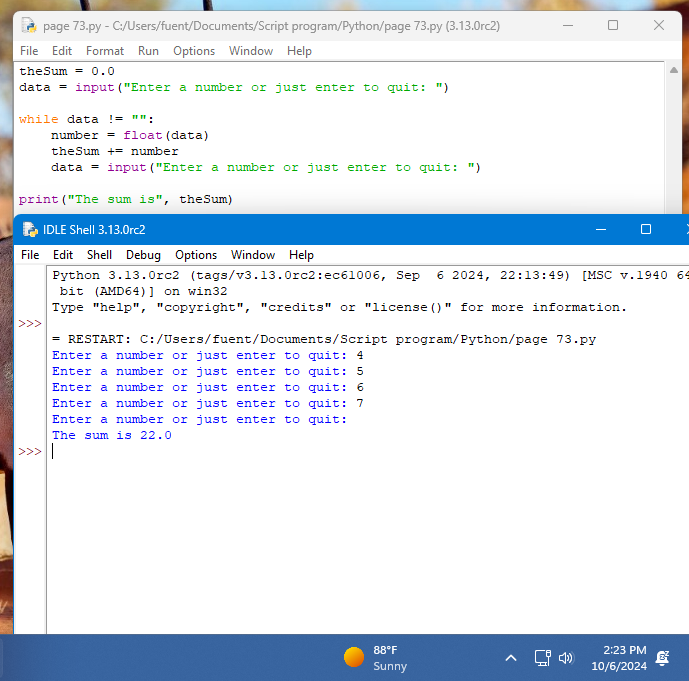 page 73.py - C:/Users/fuent/Documents/Script program/Python/page 73.py (3.13.0rc2)
File Edit Format Run Options Window Help
theSum = 0.0
data = input("Enter a number or just enter to quit: ")
while data != "":
    number = float(data)
    theSum += number
    data = input("Enter a number or just enter to quit: ")
print("The sum is", theSum)
IDLE Shell 3.13.0rc2
File Edit Shell Debug Options Window Help
Python 3.13.0rc2 (tags/v3.13.0rc2:ec61006, Sep  6 2024, 22:13:49) [MSC v.1940 64
 bit (AMD64)] on win32
Type "help", "copyright", "credits" or "license()" for more information.
>>>
= RESTART: C:/Users/fuent/Documents/Script program/Python/page 73.py
Enter a number or just enter to quit: 4
Enter a number or just enter to quit: 5
Enter a number or just enter to quit: 6
Enter a number or just enter to quit: 7
Enter a number or just enter to quit:
The sum is 22.0
>>>
88°F
Sunny
2:23 PM
10/6/2024